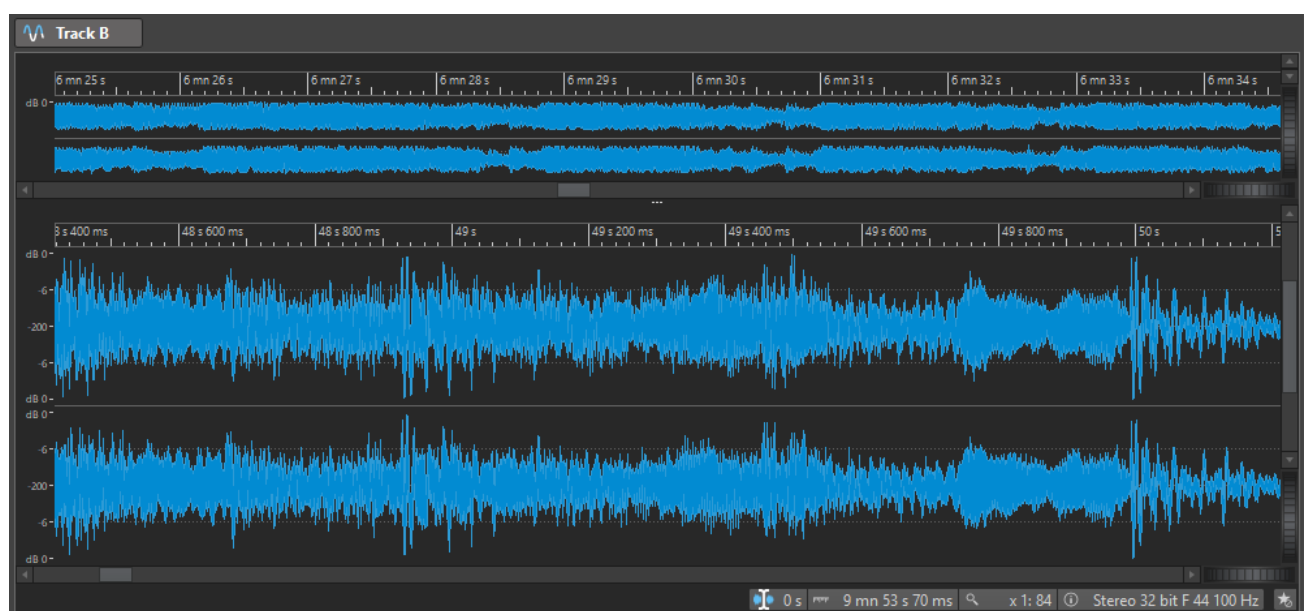 Track B
6 mn 25 s 6 mn 26 s 6 mn 27 s 6 mn 28 s 6 mn 29 s 6 mn 30 s 6 mn 31 s 6 mn 32 s 6 mn 33 s 6 mn 34 s
dB 0
3 s 400 ms 48 s 600 ms 48 s 800 ms 49 s 49 s 200 ms 49 s 400 ms 49 s 600 ms 49 s 800 ms 50 s 5
dB 0
-6
-200
-6
dB 0
dB 0
-6
-200
-6
dB 0
0 s 9 mn 53 s 70 ms x 1: 84 Stereo 32 bit F 44 100 Hz